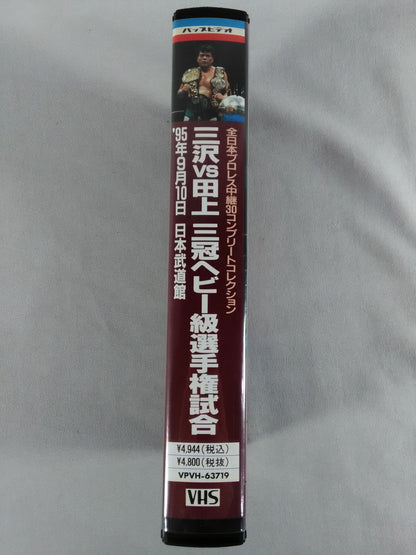 バップビデオ
全日本プロレス中継30コンプリートコレクション
三沢VS田上 三冠ヘビー級選手権試合
'95年9月10日 日本武道館
¥4,944(税込)
¥4,800(税抜)
VPVH-63719
VHS